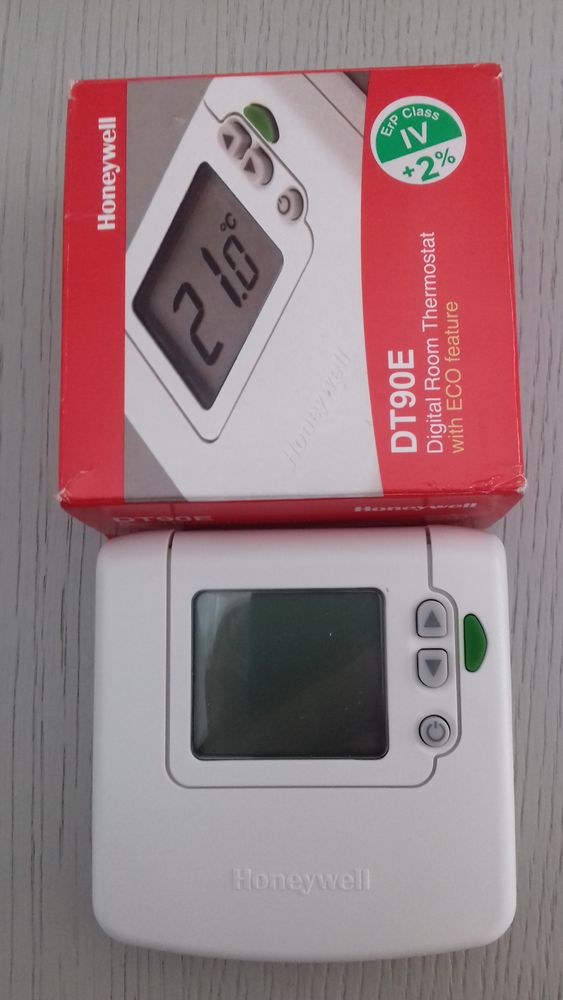 Honeywell
ErP Class
IV
+2%
21.0 °C
Honeywell
DT90E
Digital Room Thermostat
with ECO feature
DT90E
Honeywell
Honeywell